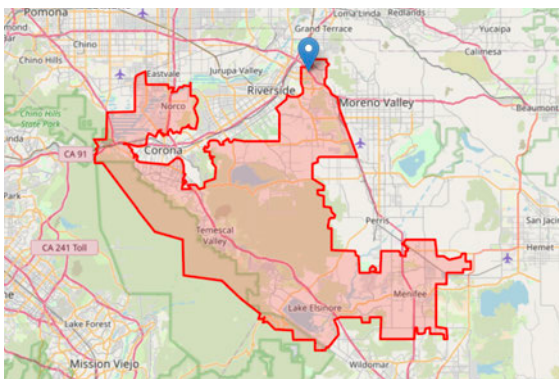 Pomona
Loma Linda
Redlands
Grand Terrace
Yucaipa
Chino
Calimesa
Chino Hills
Eastvale
Jurupa Valley
Riverside
Norco
Moreno Valley
Beaumont
Chino Hills
State Park
CA 91
Corona
Perris
San Jacin
Temescal
Valley
CA 241 Toll
Hemet
Menifee
Lake Elsinore
Lake Forest
Wildomar
Mission Viejo